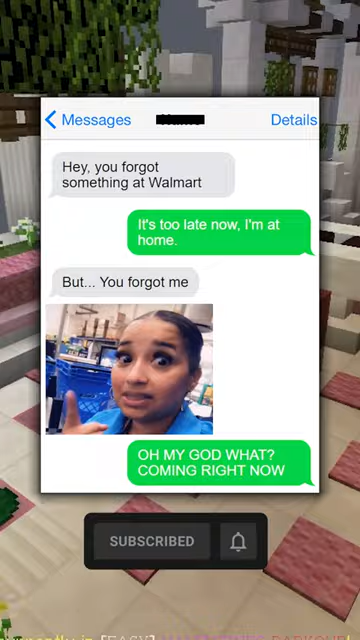 Messages
Details
Hey, you forgot
something at Walmart
It's too late now, I'm at
home.
But... You forgot me
OH MY GOD WHAT?
COMING RIGHT NOW
SUBSCRIBED
[EASY]